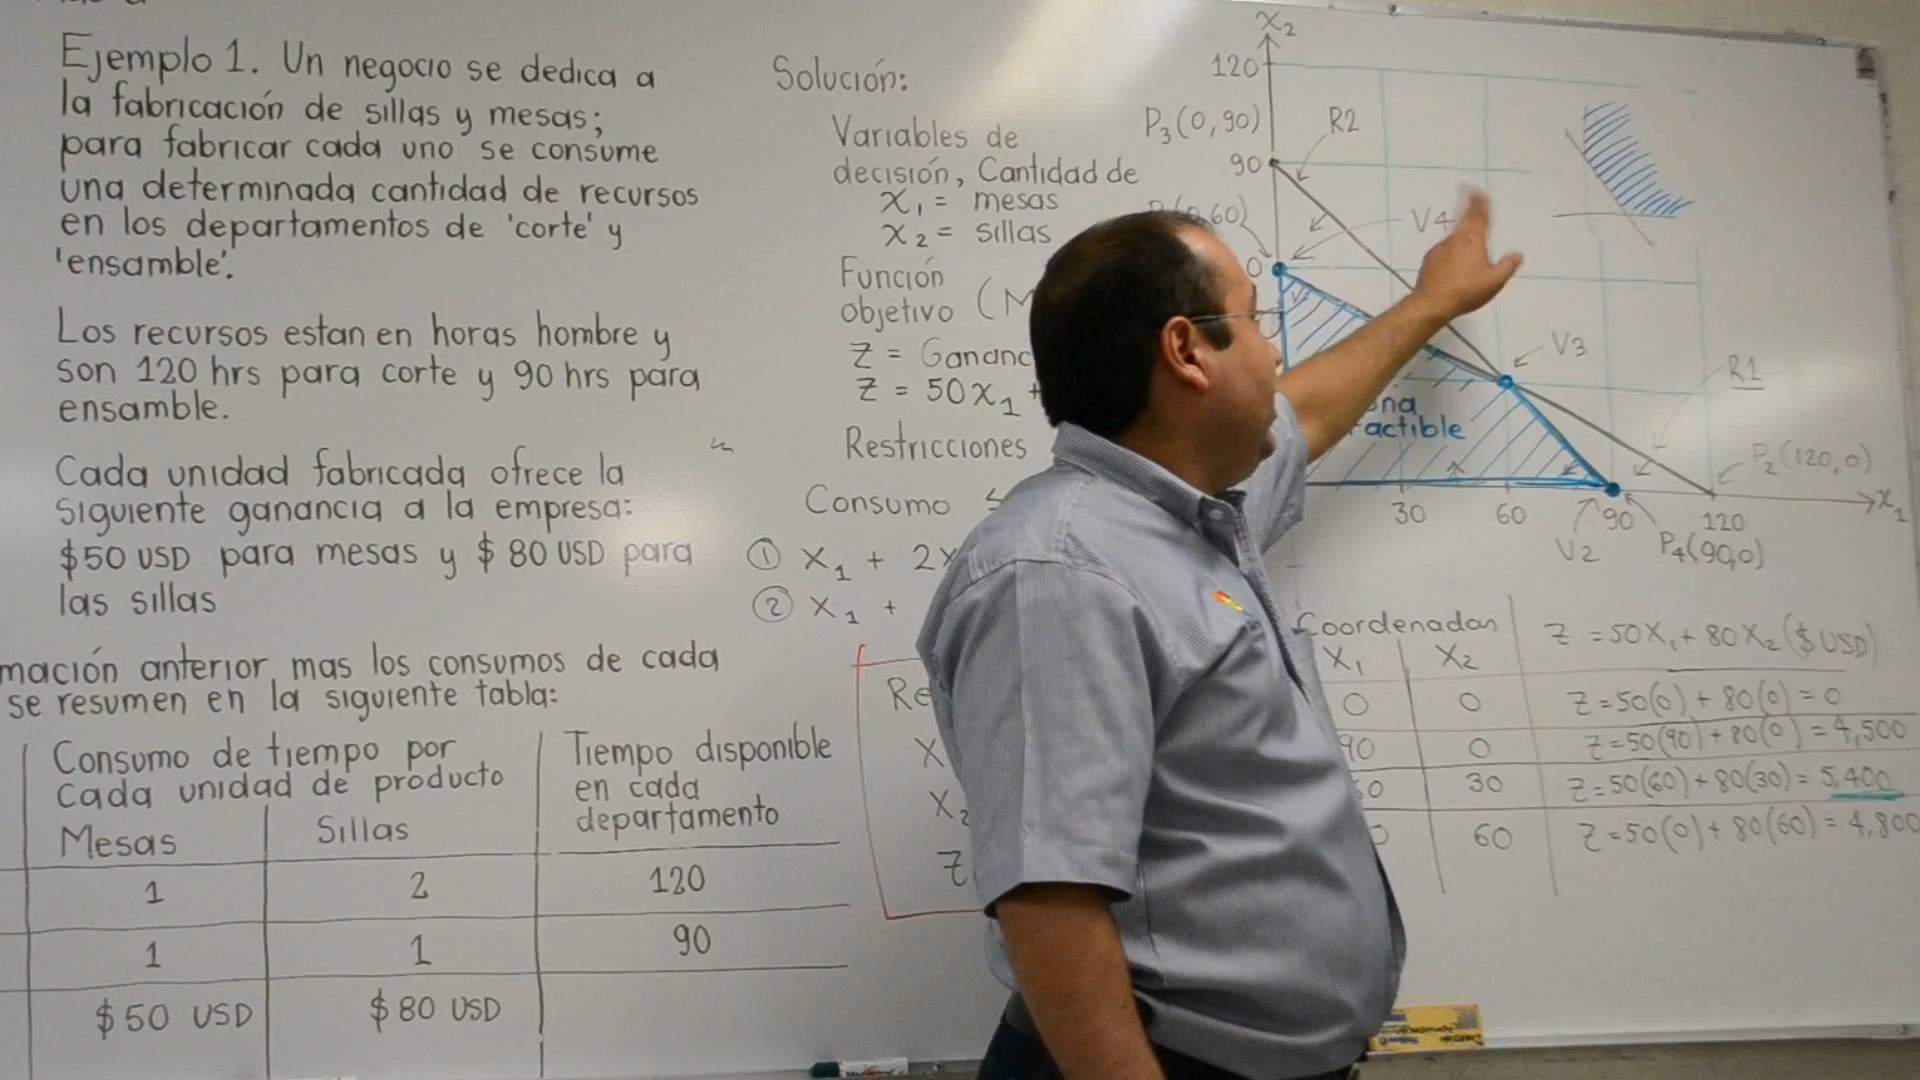 Ejemplo 1. Un negocio se dedica a
la fabricación de sillas y mesas;
para fabricar cada uno se consume
una determinada cantidad de recursos
en los departamentos de 'corte' y
'ensamble'.
Los recursos estan en horas hombre y
son 120 hrs para corte y 90 hrs para
ensamble.
Cada unidad fabricada ofrece la
siguiente ganancia a la empresa:
$50 USD para mesas y $80 USD para
las sillas
mación anterior mas los consumos de cada
se resumen en la siguiente tabla:
Consumo de tiempo por
cada unidad de producto
Mesas
Sillas
Tiempo disponible
en cada
departamento
1
2
120
1
1
90
$50 USD
$80 USD
Solución:
Variables de
decisión, Cantidad de
X1 = mesas
X2 = sillas
Función
objetivo (M
Z = Gananc
Z = 50X1 +
Restricciones
Consumo ≤
① X1 + 2X
② X1 +
Re
X
X2
Z
X2
120
P3(0,90)
R2
90
0,60)
V4
0
V3
R1
na
actible
P2(120,0)
X1
30
60
90
120
V2
P4(90,0)
Coordenadas
Z = 50X1 + 80X2 ($USD)
X1
X2
0
0
Z = 50(0) + 80(0) = 0
90
0
Z = 50(90) + 80(0) = 4,500
60
30
Z = 50(60) + 80(30) = 5,400
0
60
Z = 50(0) + 80(60) = 4,800